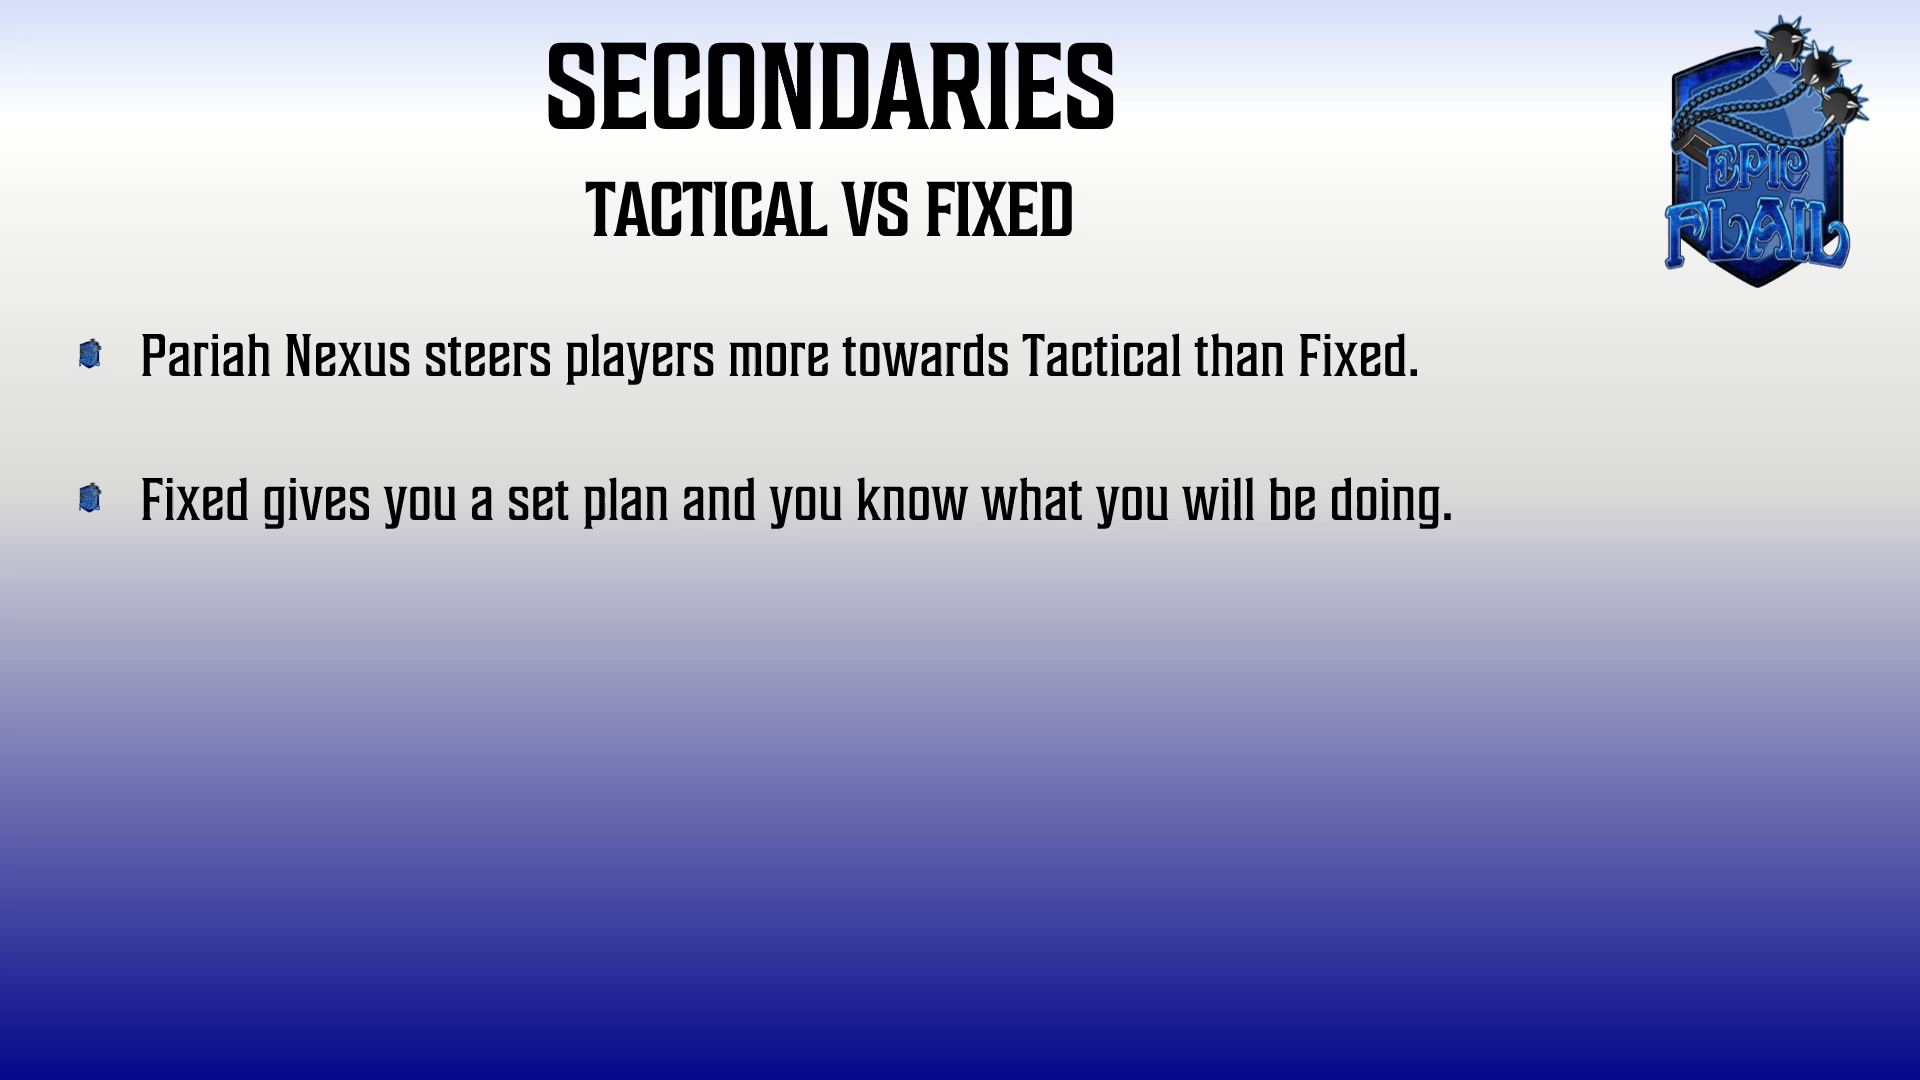 SECONDARIES
TACTICAL VS FIXED
EPIC
FLAIL
Pariah Nexus steers players more towards Tactical than Fixed.
Fixed gives you a set plan and you know what you will be doing.